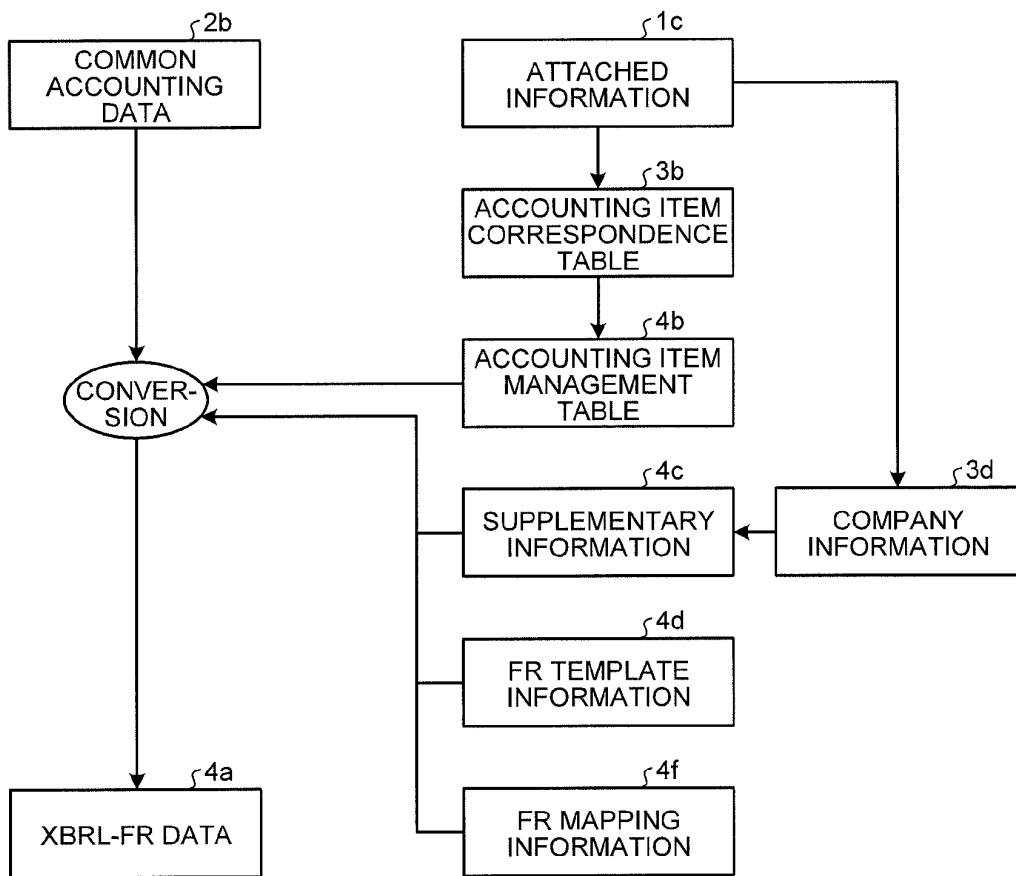 2b
COMMON
ACCOUNTING
DATA
1c
ATTACHED
INFORMATION
3b
ACCOUNTING ITEM
CORRESPONDENCE
TABLE
4b
ACCOUNTING ITEM
MANAGEMENT
TABLE
CONVER-
SION
4c
SUPPLEMENTARY
INFORMATION
3d
COMPANY
INFORMATION
4d
FR TEMPLATE
INFORMATION
4a
XBRL-FR DATA
4f
FR MAPPING
INFORMATION